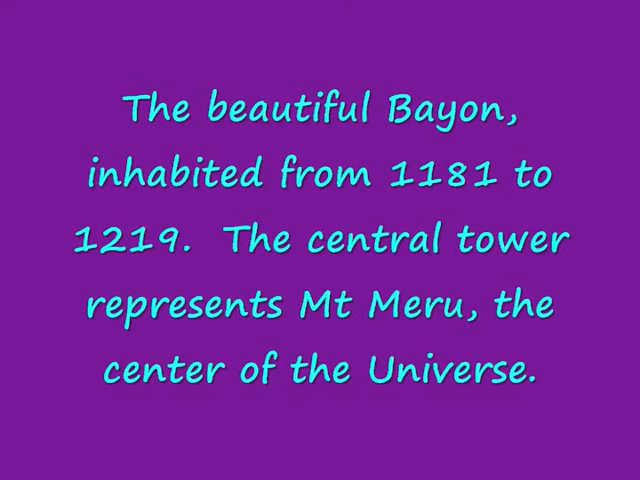 The beautiful Bayon,
inhabited from 1181 to
1219.  The central tower
represents Mt Meru, the
center of the Universe.